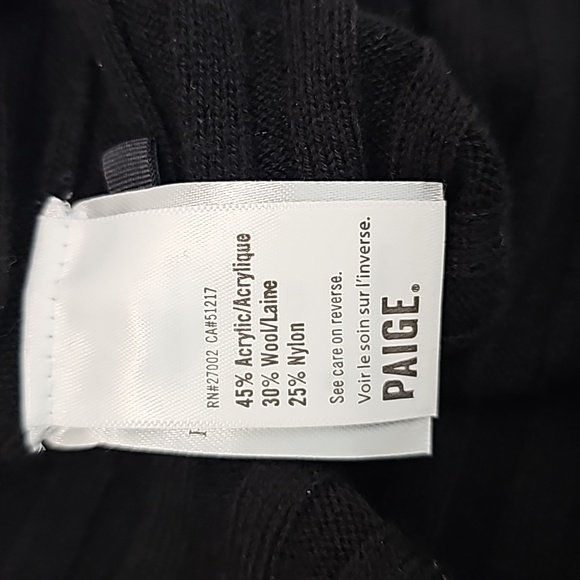 RN#27002 CA#51217
45% Acrylic/Acrylique
30% Wool/Laine
25% Nylon
See care on reverse.
Voir le soin sur l'inverse.
PAIGE®